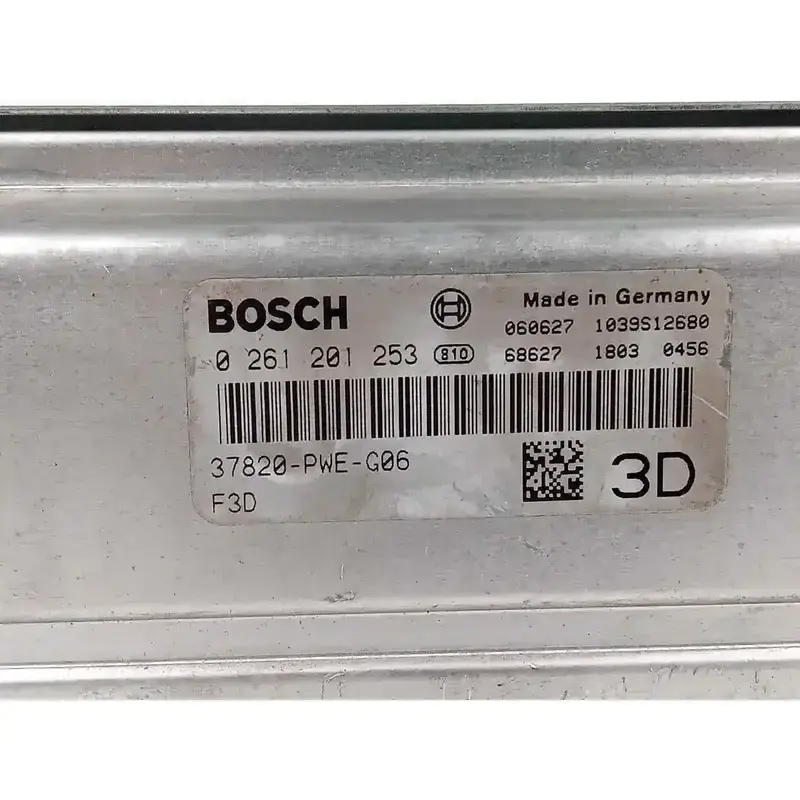 BOSCH
Made in Germany
060627 1039S12680
0 261 201 253 810 68627 1803 0456
37820-PWE-G06
F3D
3D